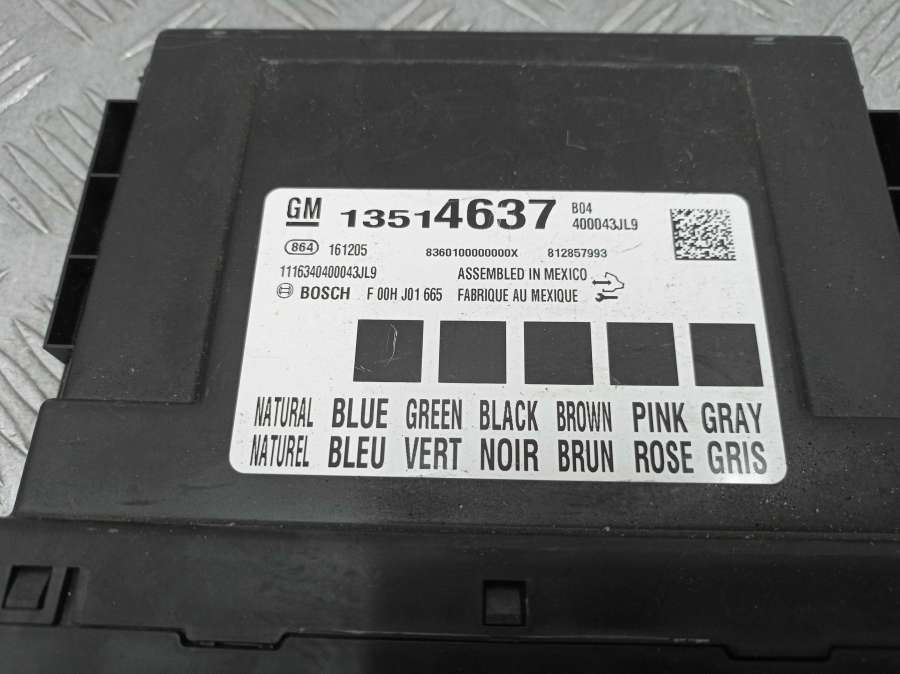 GM 13514637 B04
400043JL9
864 161205 8360100000000X 812857993
1116340400043JL9 ASSEMBLED IN MEXICO
BOSCH F 00H J01 665 FABRIQUE AU MEXIQUE
NATURAL BLUE GREEN BLACK BROWN PINK GRAY
NATUREL BLEU VERT NOIR BRUN ROSE GRIS